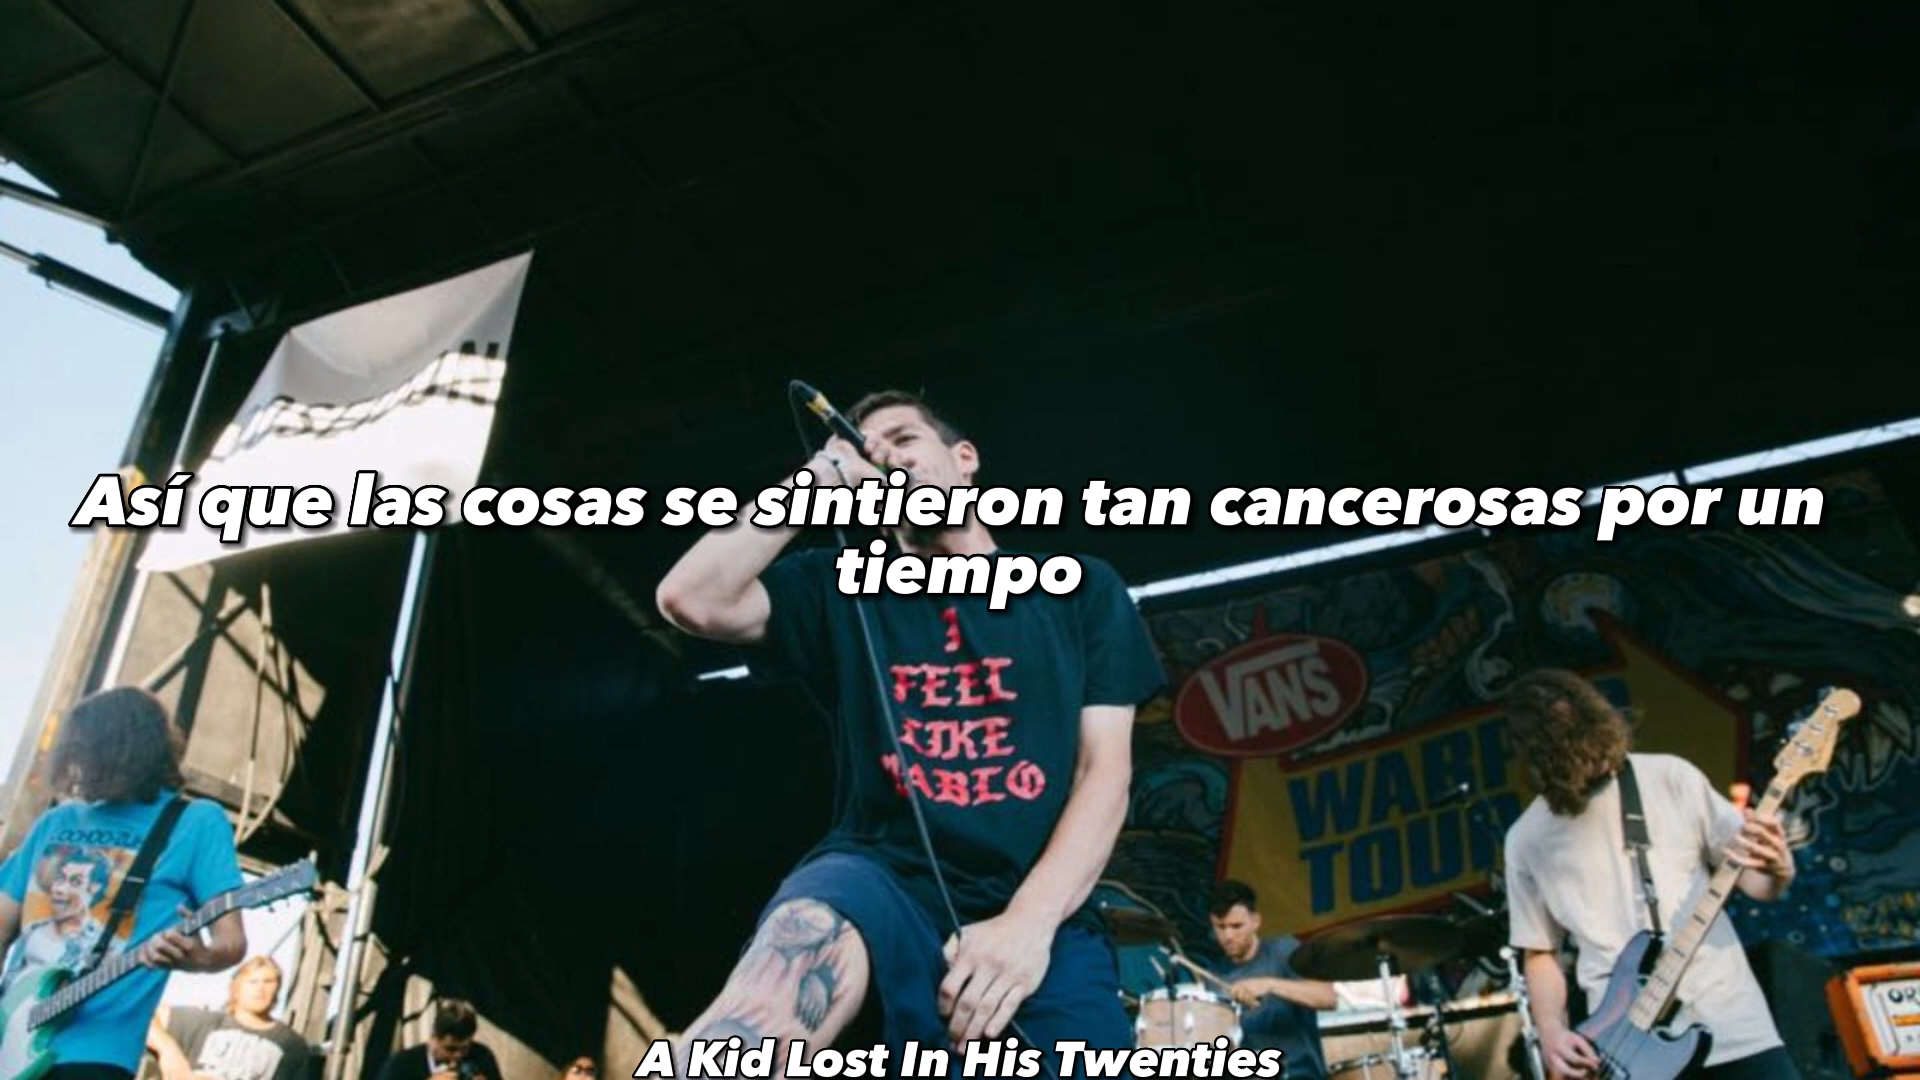 Así que las cosas se sintieron tan cancerosas por un
tiempo
I
FEEL
LIKE
PABLO
VANS
WARPED
TOUR
A Kid Lost In His Twenties